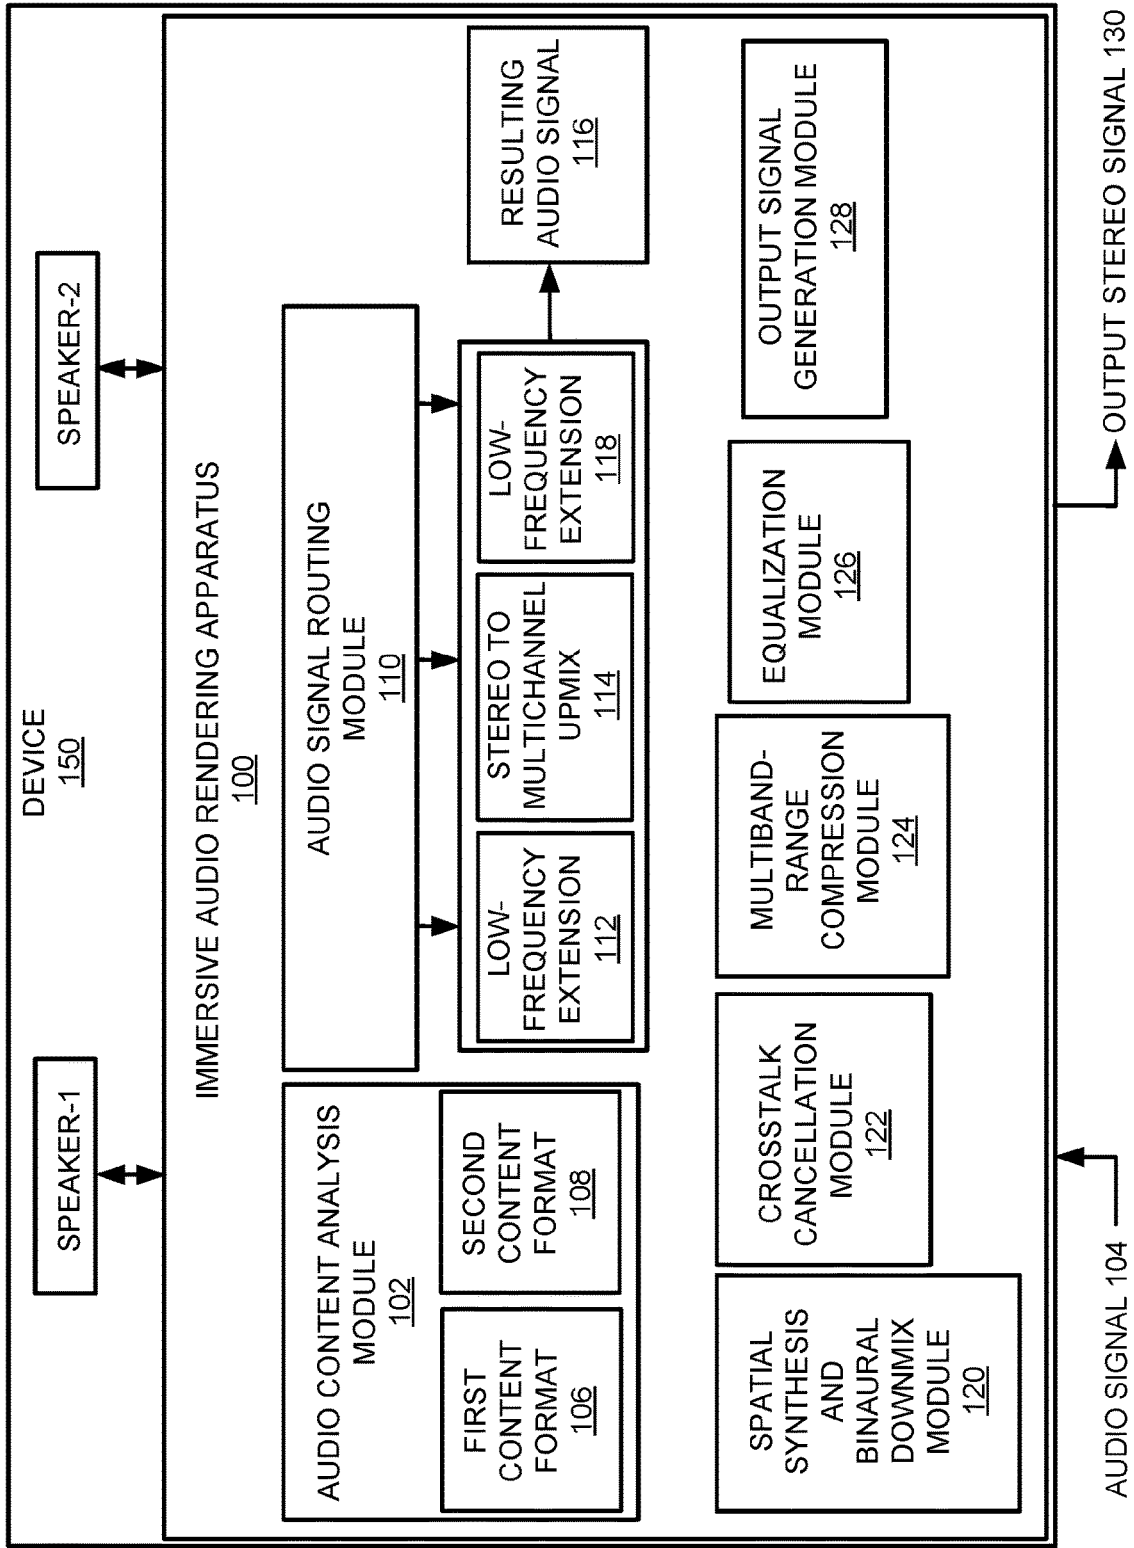 DEVICE
150
SPEAKER-1
SPEAKER-2
IMMERSIVE AUDIO RENDERING APPARATUS
100
AUDIO CONTENT ANALYSIS
MODULE
102
FIRST
CONTENT
FORMAT
106
SECOND
CONTENT
FORMAT
108
AUDIO SIGNAL ROUTING
MODULE
110
LOW-
FREQUENCY
EXTENSION
112
STEREO TO
MULTICHANNEL
UPMIX
114
LOW-
FREQUENCY
EXTENSION
118
RESULTING
AUDIO SIGNAL
116
SPATIAL
SYNTHESIS
AND
BINAURAL
DOWNMIX
MODULE
120
CROSSTALK
CANCELLATION
MODULE
122
MULTIBAND-
RANGE
COMPRESSION
MODULE
124
EQUALIZATION
MODULE
126
OUTPUT SIGNAL
GENERATION MODULE
128
AUDIO SIGNAL 104
OUTPUT STEREO SIGNAL 130